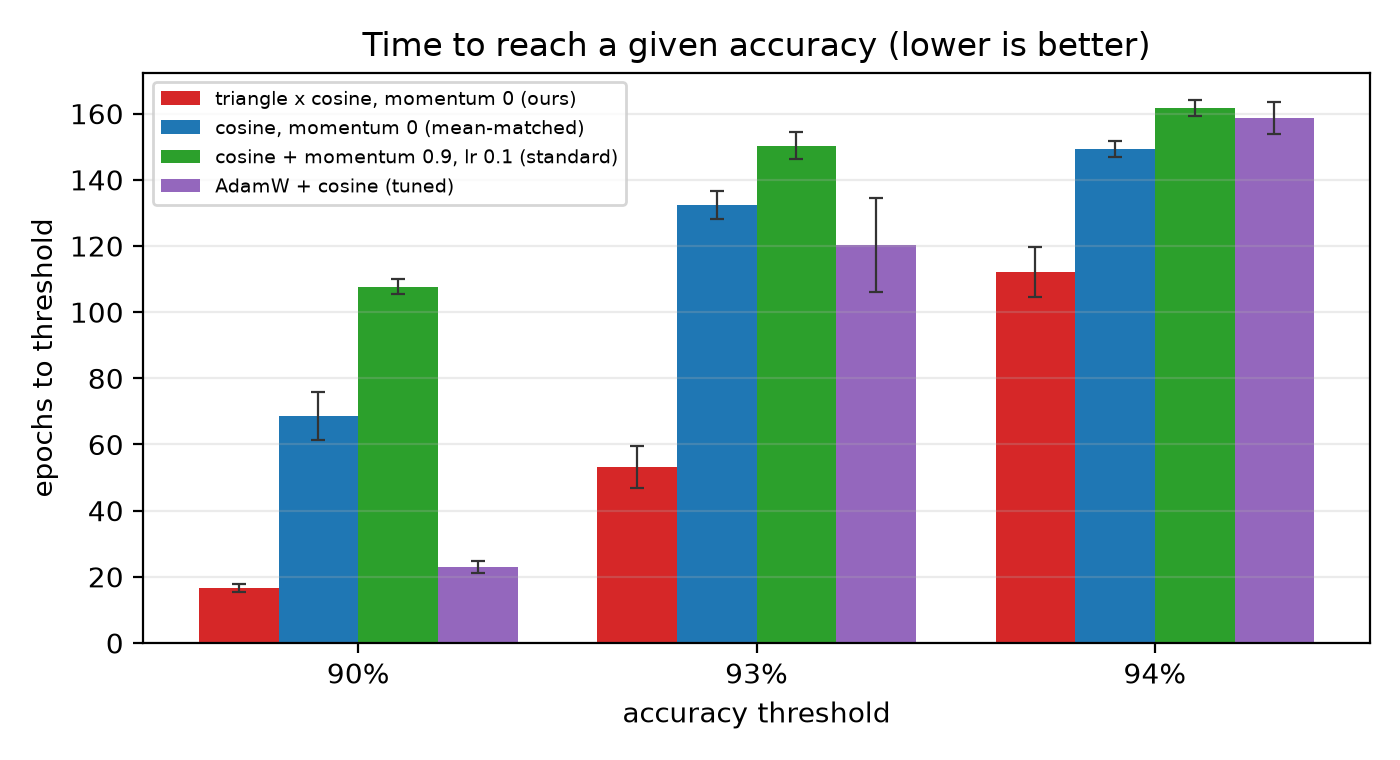 Time to reach a given accuracy (lower is better)
triangle x cosine, momentum 0 (ours)
cosine, momentum 0 (mean-matched)
cosine + momentum 0.9, lr 0.1 (standard)
AdamW + cosine (tuned)
epochs to threshold
160
140
120
100
80
60
40
20
0
90%
93%
94%
accuracy threshold